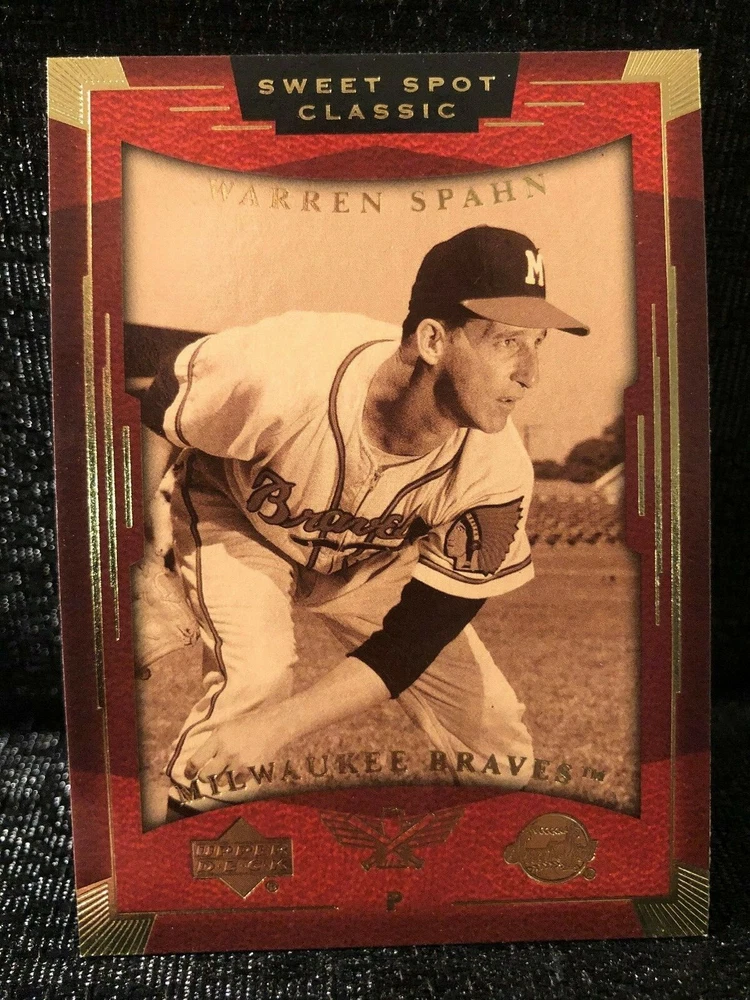 SWEET SPOT
CLASSIC
WARREN SPAHN
M
Braves
MILWAUKEE BRAVES™
UPPER
DECK
®
P